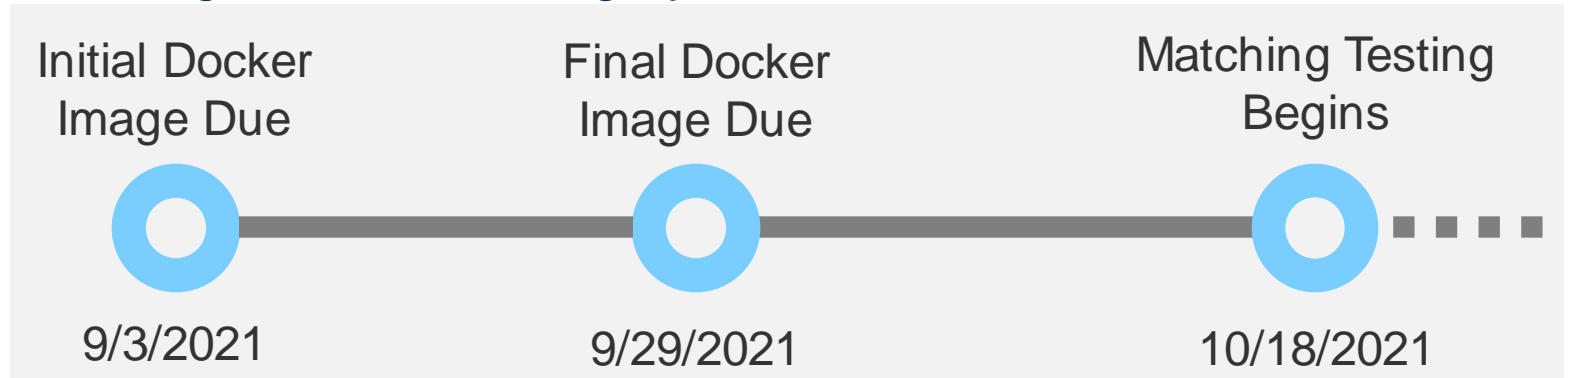 Initial Docker
Image Due
Final Docker
Image Due
Matching Testing
Begins
9/3/2021
9/29/2021
10/18/2021